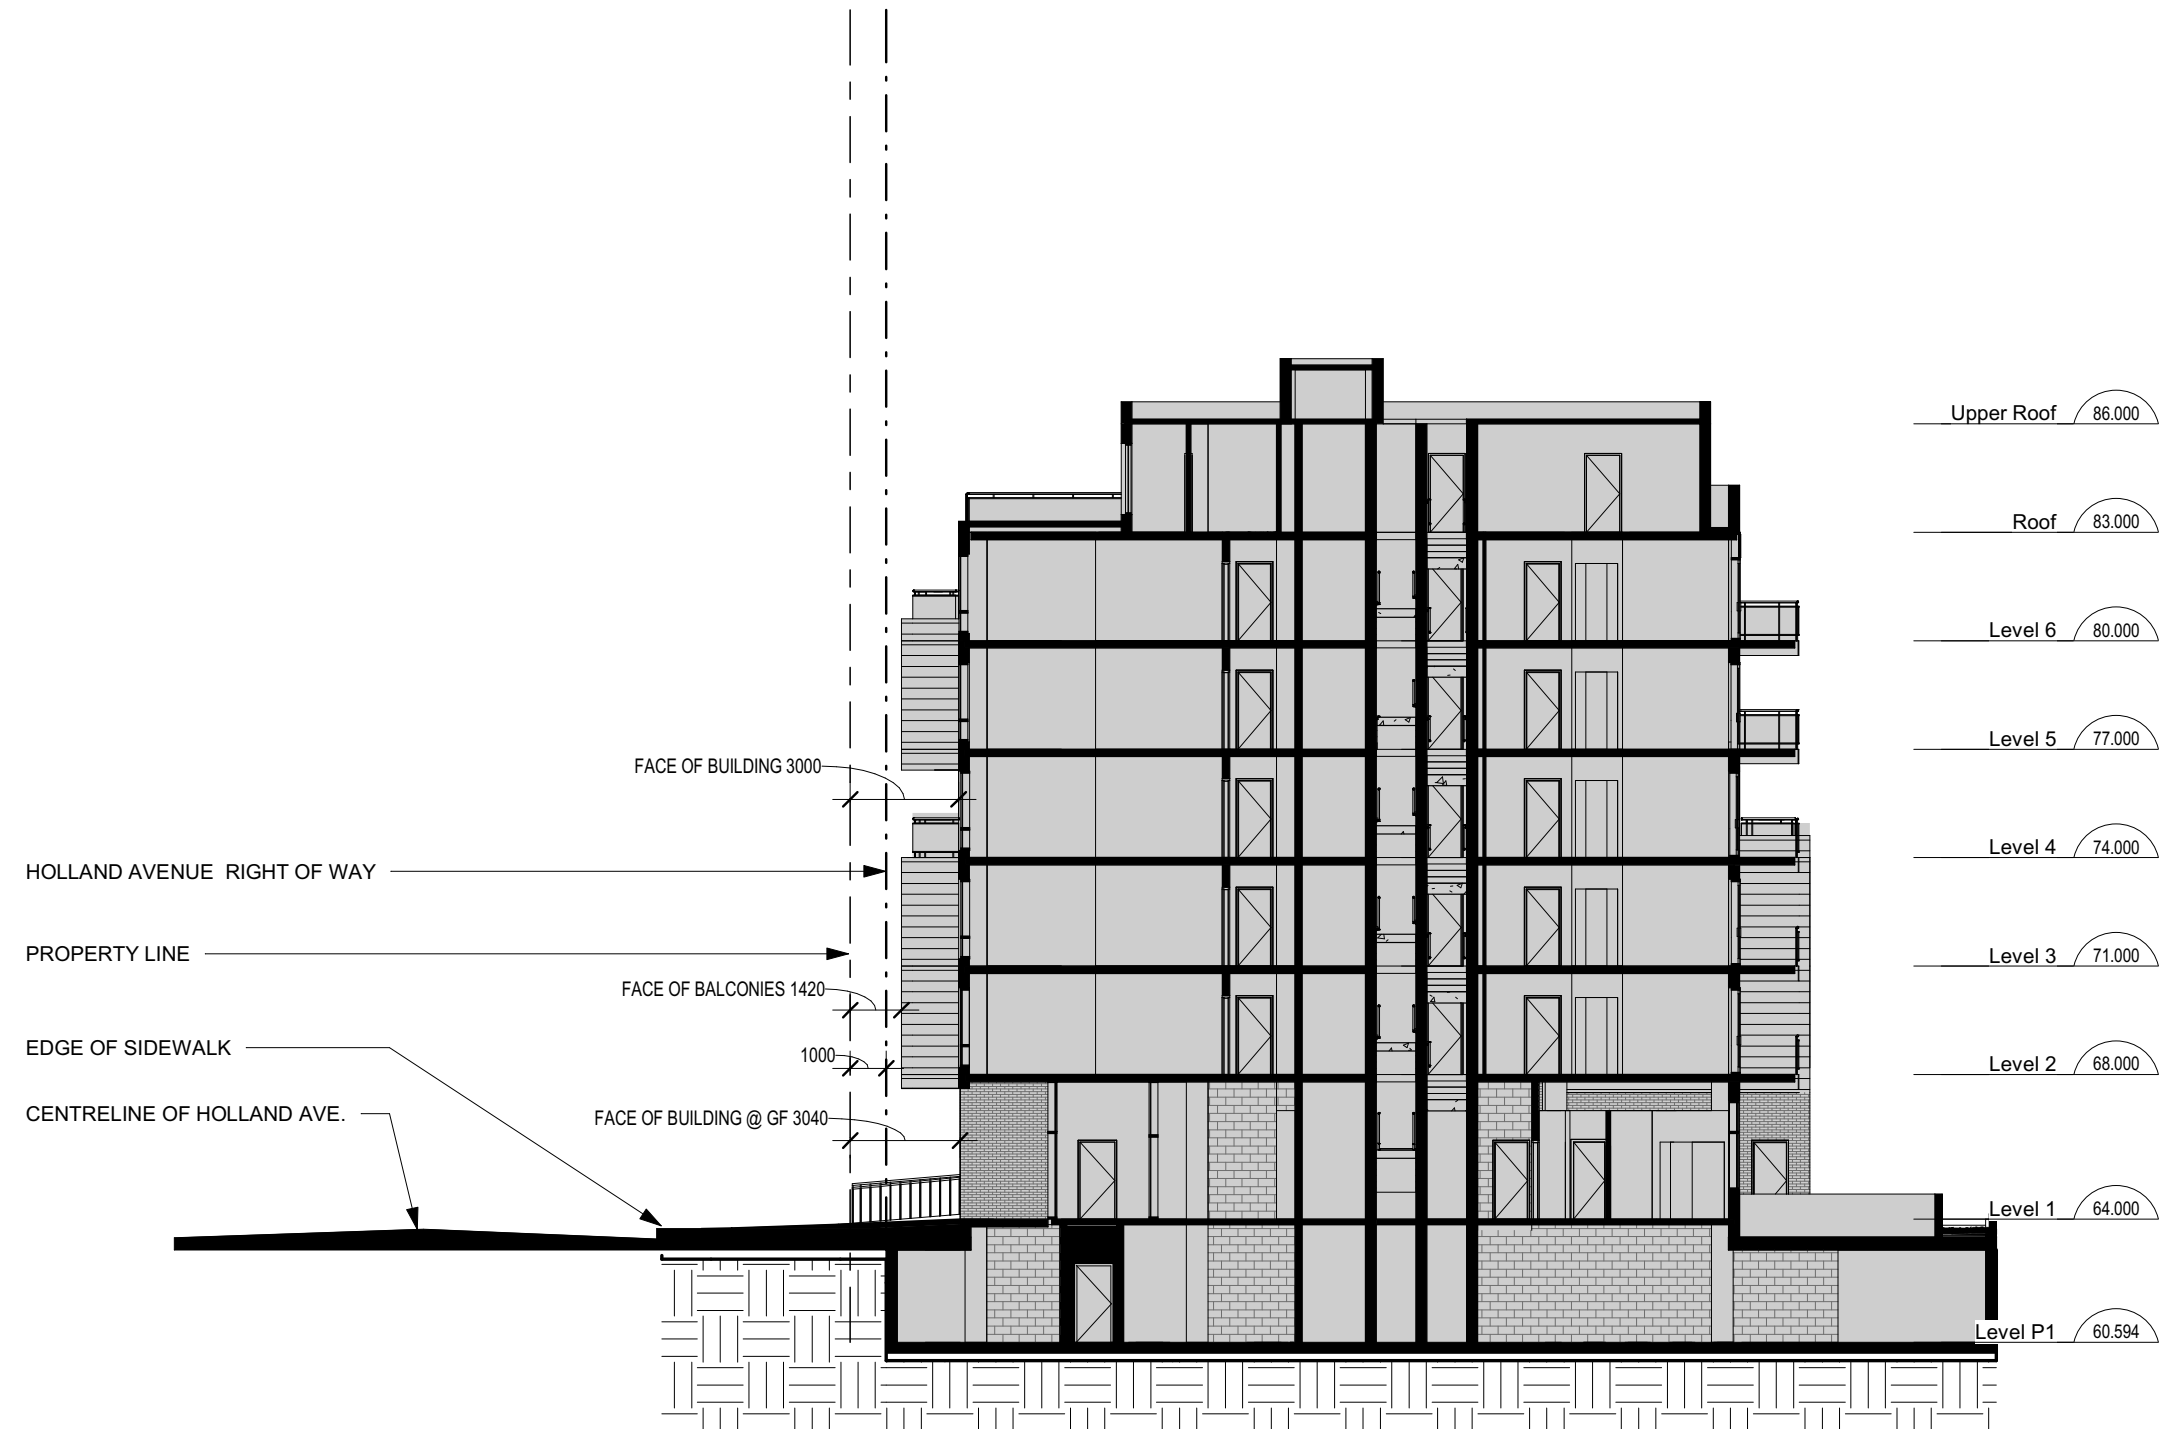 Upper Roof 86.000
Roof 83.000
Level 6 80.000
Level 5 77.000
FACE OF BUILDING 3000
Level 4 74.000
HOLLAND AVENUE RIGHT OF WAY
PROPERTY LINE
Level 3 71.000
FACE OF BALCONIES 1420
EDGE OF SIDEWALK
1000
Level 2 68.000
CENTRELINE OF HOLLAND AVE.
FACE OF BUILDING @ GF 3040
Level 1 64.000
Level P1 60.594